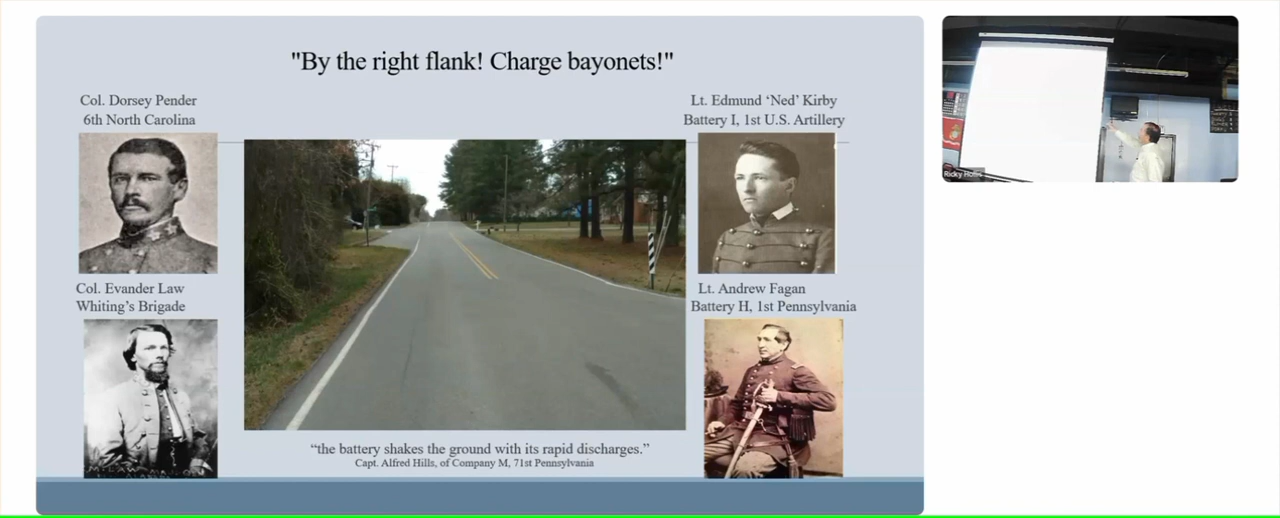 "By the right flank! Charge bayonets!"
Col. Dorsey Pender
6th North Carolina
Lt. Edmund ‘Ned’ Kirby
Battery I, 1st U.S. Artillery
Col. Evander Law
Whiting’s Brigade
Lt. Andrew Fagan
Battery H, 1st Pennsylvania
“the battery shakes the ground with its rapid discharges.”
Capt. Alfred Hills, of Company M, 71st Pennsylvania
Ricky